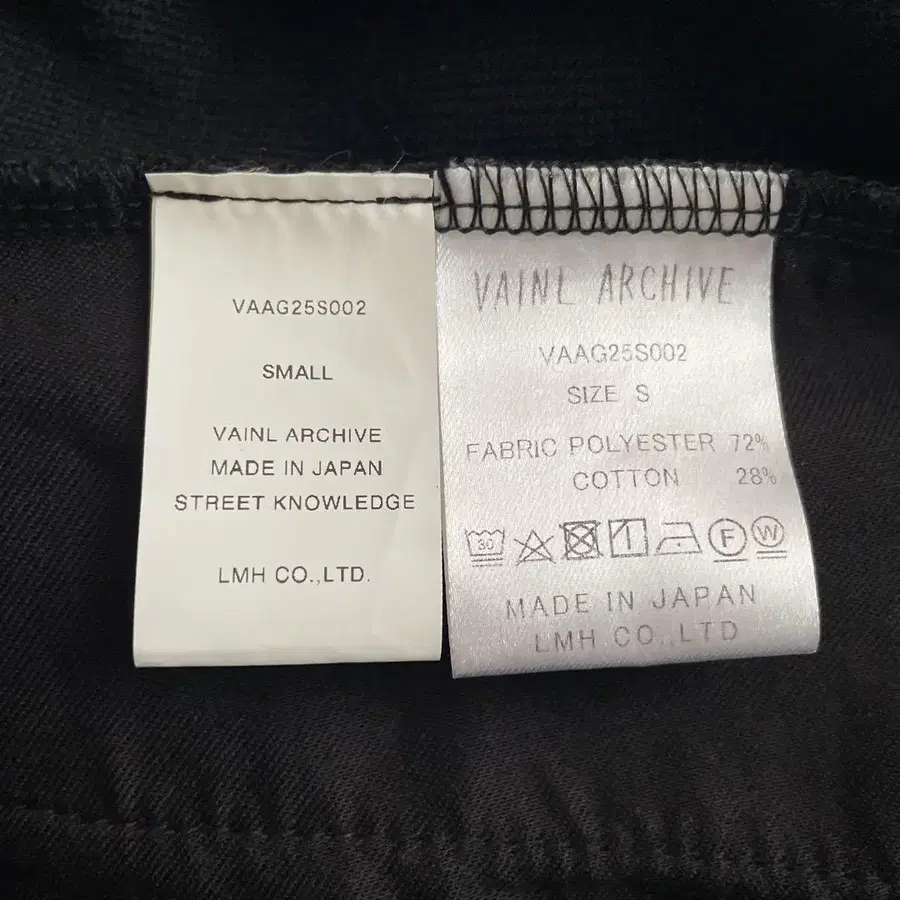 VAAG25S002
SMALL
VAINL ARCHIVE
MADE IN JAPAN
STREET KNOWLEDGE
LMH CO.,LTD.
VAINL ARCHIVE
VAAG25S002
SIZE S
FABRIC POLYESTER 72%
COTTON 28%
30 F W
MADE IN JAPAN
LMH CO.,LTD